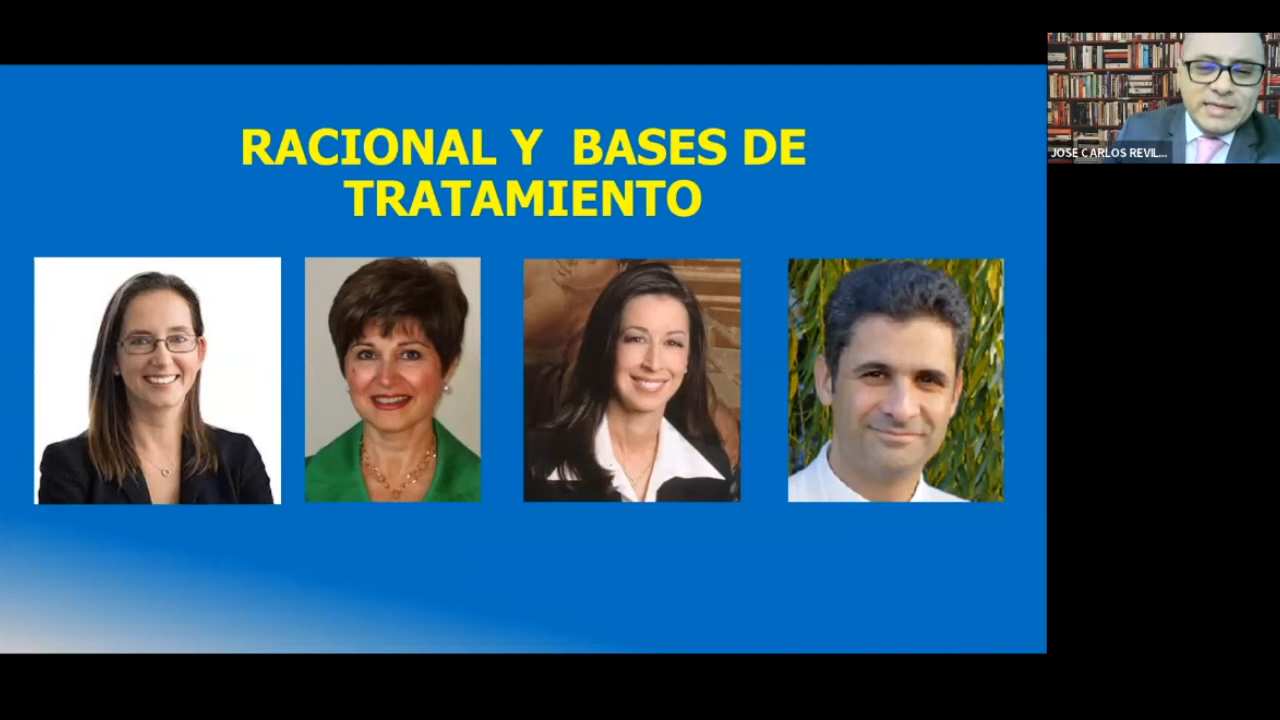 RACIONAL Y BASES DE
TRATAMIENTO
JOSE CARLOS REVIL...